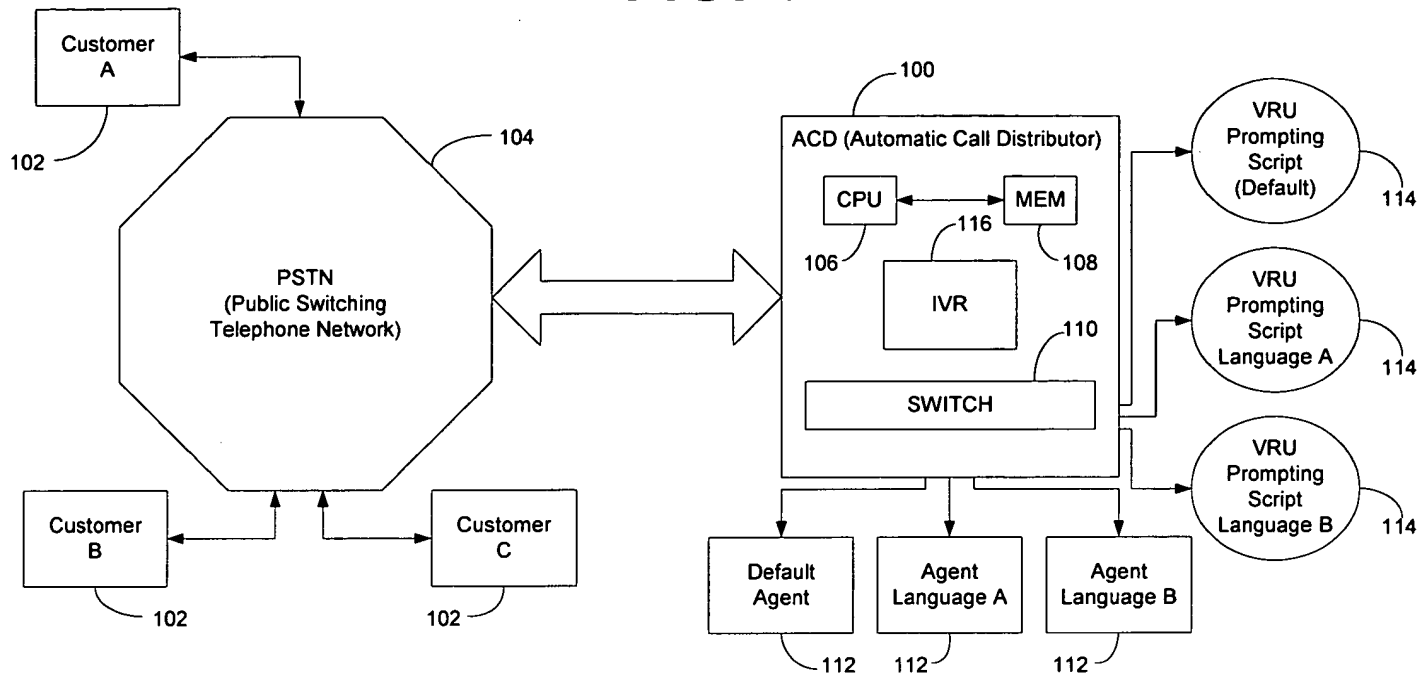 Customer
A
102
104
PSTN
(Public Switching
Telephone Network)
Customer
B
102
Customer
C
102
100
ACD (Automatic Call Distributor)
CPU
MEM
106
116
108
IVR
110
SWITCH
VRU
Prompting
Script
(Default)
114
VRU
Prompting
Script
Language A
114
VRU
Prompting
Script
Language B
114
Default
Agent
112
Agent
Language A
112
Agent
Language B
112